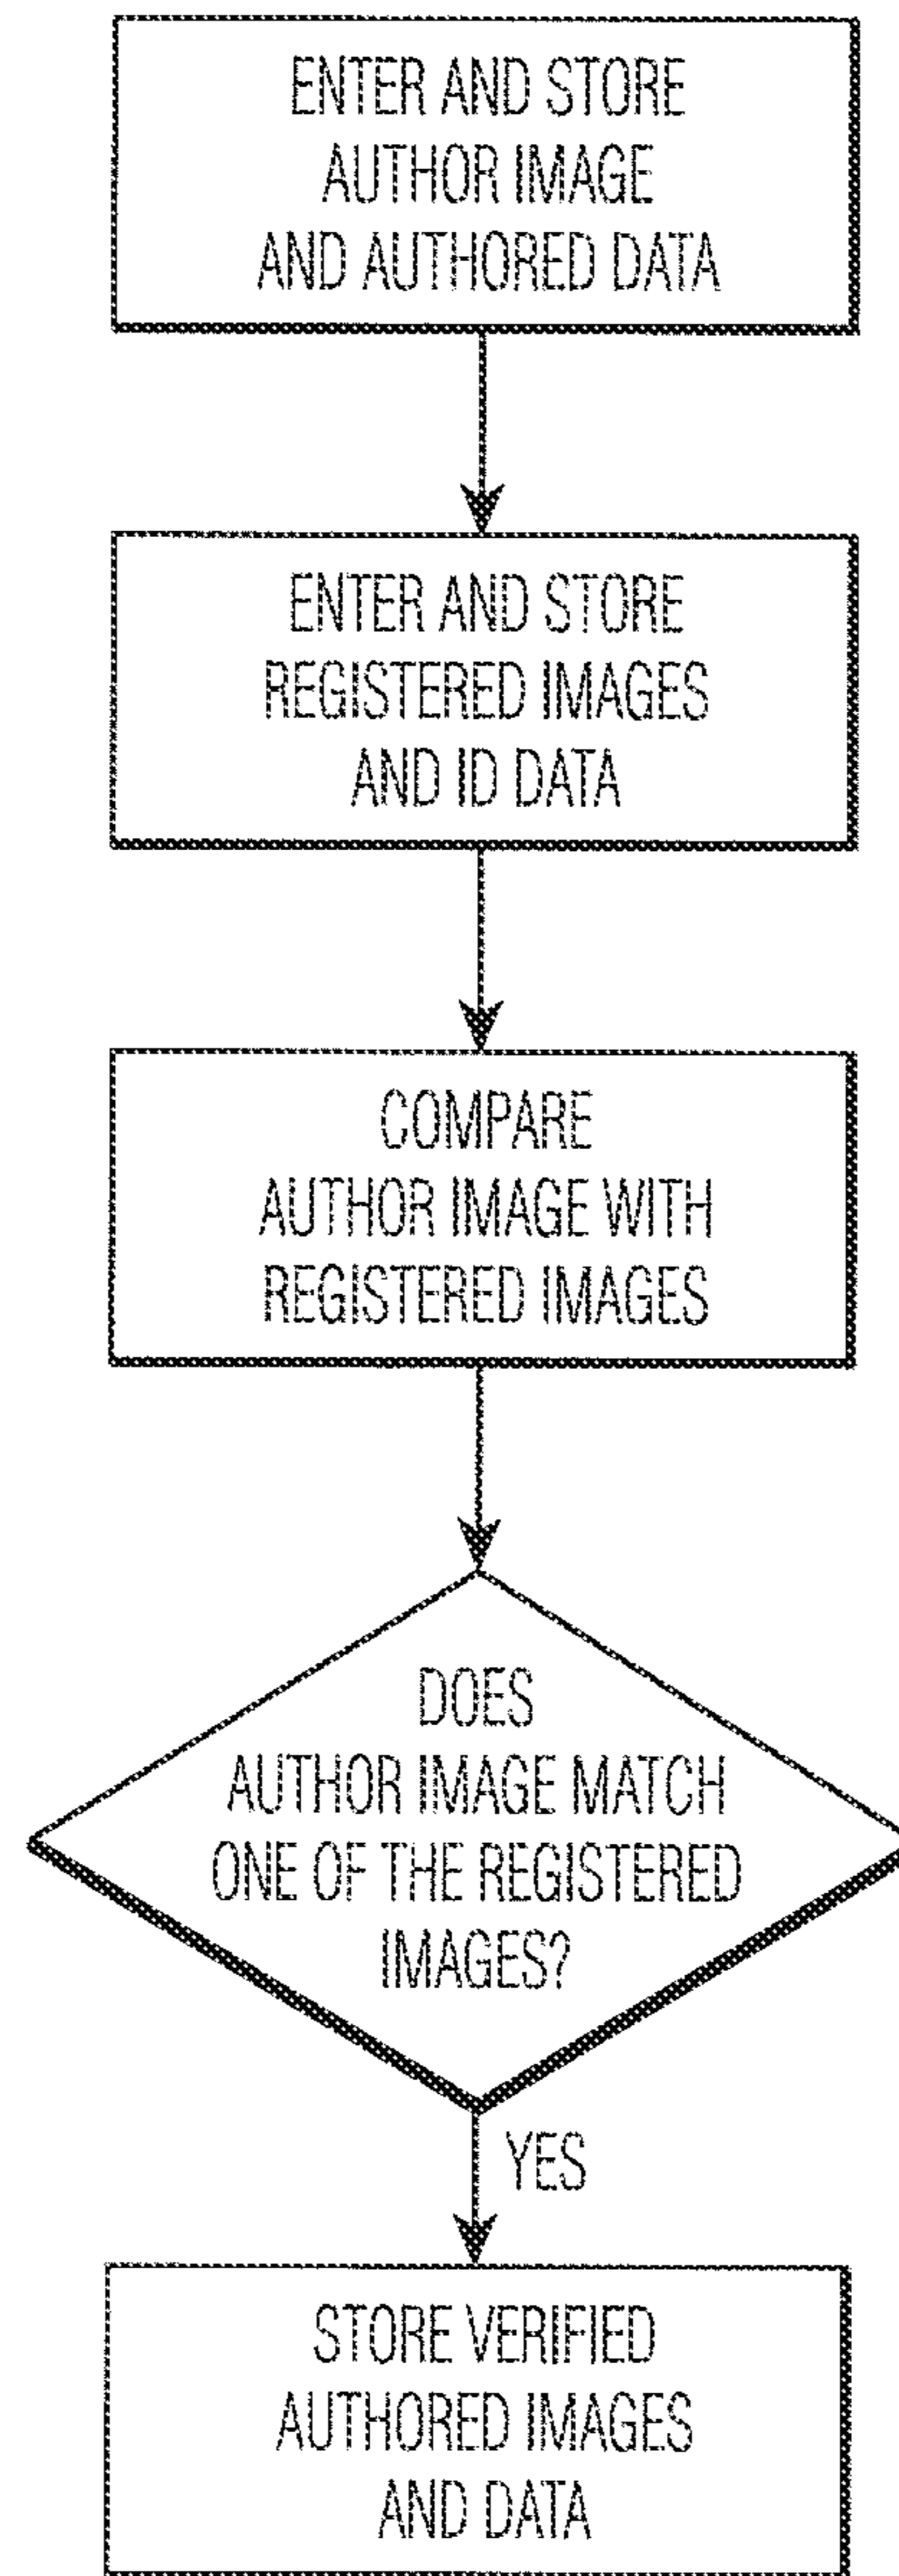 ENTER AND STORE
AUTHOR IMAGE
AND AUTHORED DATA
ENTER AND STORE
REGISTERED IMAGES
AND ID DATA
COMPARE
AUTHOR IMAGE WITH
REGISTERED IMAGES
DOES
AUTHOR IMAGE MATCH
ONE OF THE REGISTERED
IMAGES?
YES
STORE VERIFIED
AUTHORED IMAGES
AND DATA